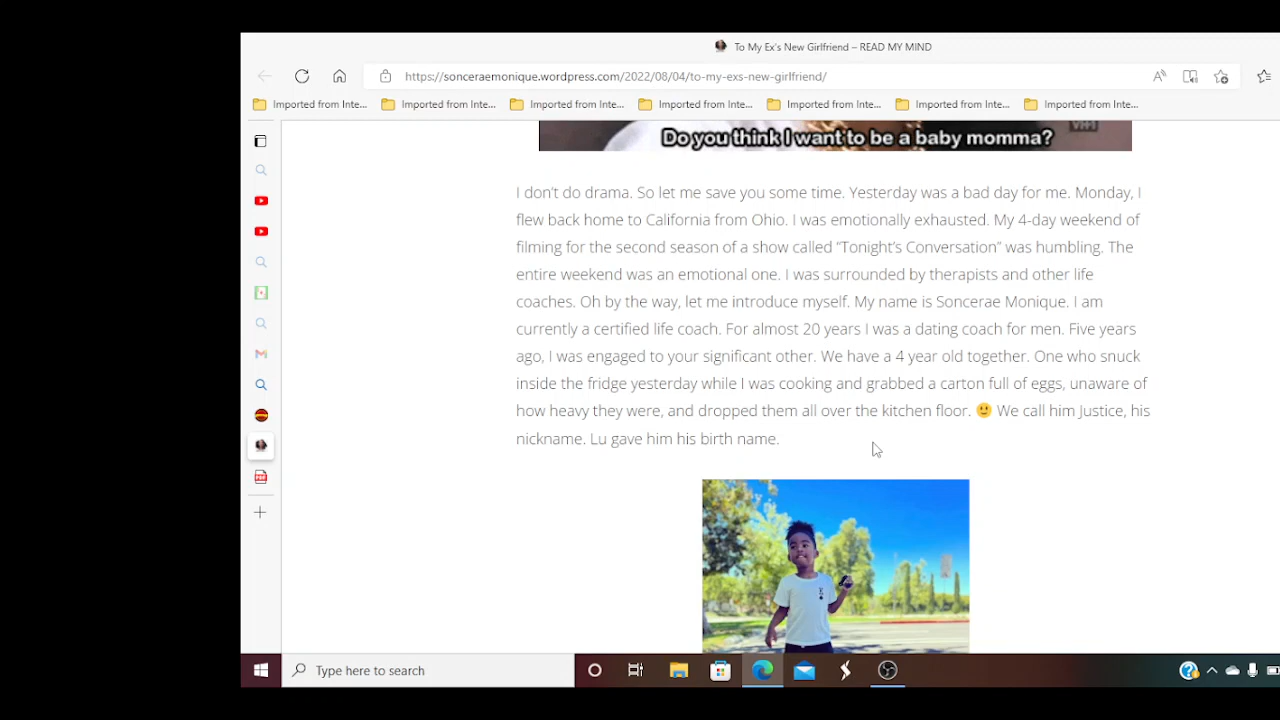 To My Ex's New Girlfriend – READ MY MIND
https://sonceraemonique.wordpress.com/2022/08/04/to-my-exs-new-girlfriend/
Imported from Inte... Imported from Inte... Imported from Inte... Imported from Inte... Imported from Inte... Imported from Inte... Imported from Inte...
VH1
Do you think I want to be a baby momma?
I don't do drama. So let me save you some time. Yesterday was a bad day for me. Monday, I
flew back home to California from Ohio. I was emotionally exhausted. My 4-day weekend of
filming for the second season of a show called “Tonight's Conversation” was humbling. The
entire weekend was an emotional one. I was surrounded by therapists and other life
coaches. Oh by the way, let me introduce myself. My name is Soncerae Monique. I am
currently a certified life coach. For almost 20 years I was a dating coach for men. Five years
ago, I was engaged to your significant other. We have a 4 year old together. One who snuck
inside the fridge yesterday while I was cooking and grabbed a carton full of eggs, unaware of
how heavy they were, and dropped them all over the kitchen floor. 🙂 We call him Justice, his
nickname. Lu gave him his birth name.
Type here to search